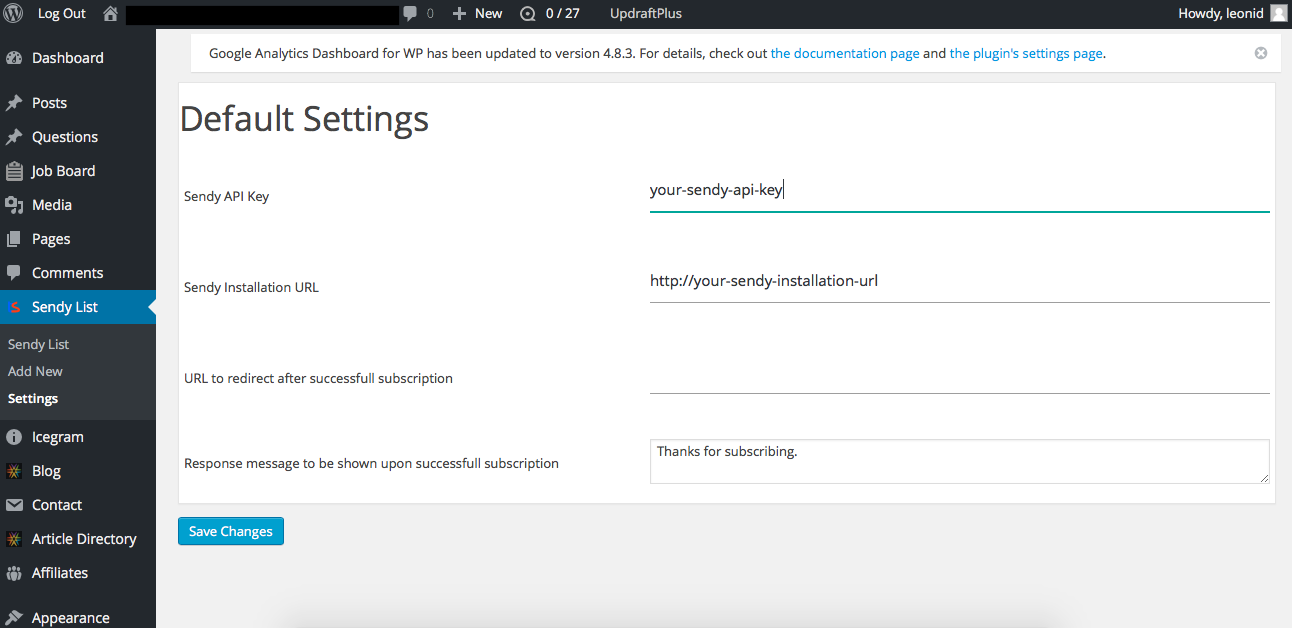 Log Out 0 New 0 / 27 UpdraftPlus Howdy, leonid
Google Analytics Dashboard for WP has been updated to version 4.8.3. For details, check out the documentation page and the plugin's settings page.
Dashboard
Posts
Questions
Job Board
Media
Pages
Comments
Sendy List
Sendy List
Add New
Settings
Icegram
Blog
Contact
Article Directory
Affiliates
Appearance
Default Settings
Sendy API Key your-sendy-api-key
Sendy Installation URL http://your-sendy-installation-url
URL to redirect after successfull subscription
Response message to be shown upon successfull subscription Thanks for subscribing.
Save Changes